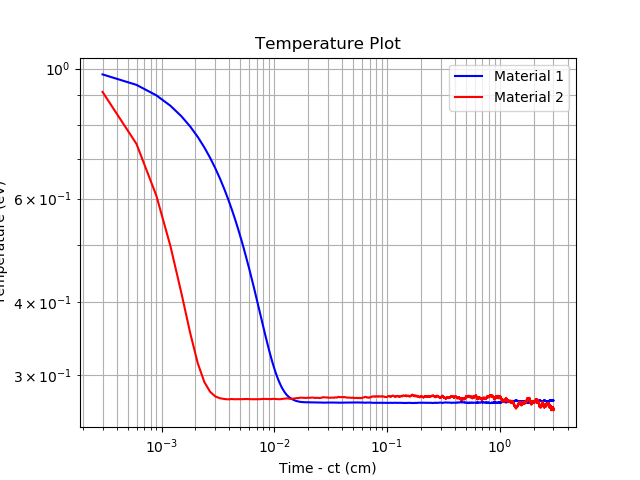 Temperature Plot
Material 1
Material 2
10⁰
6 × 10⁻¹
4 × 10⁻¹
3 × 10⁻¹
10⁻³
10⁻²
10⁻¹
10⁰
Time - ct (cm)
Temperature (eV)